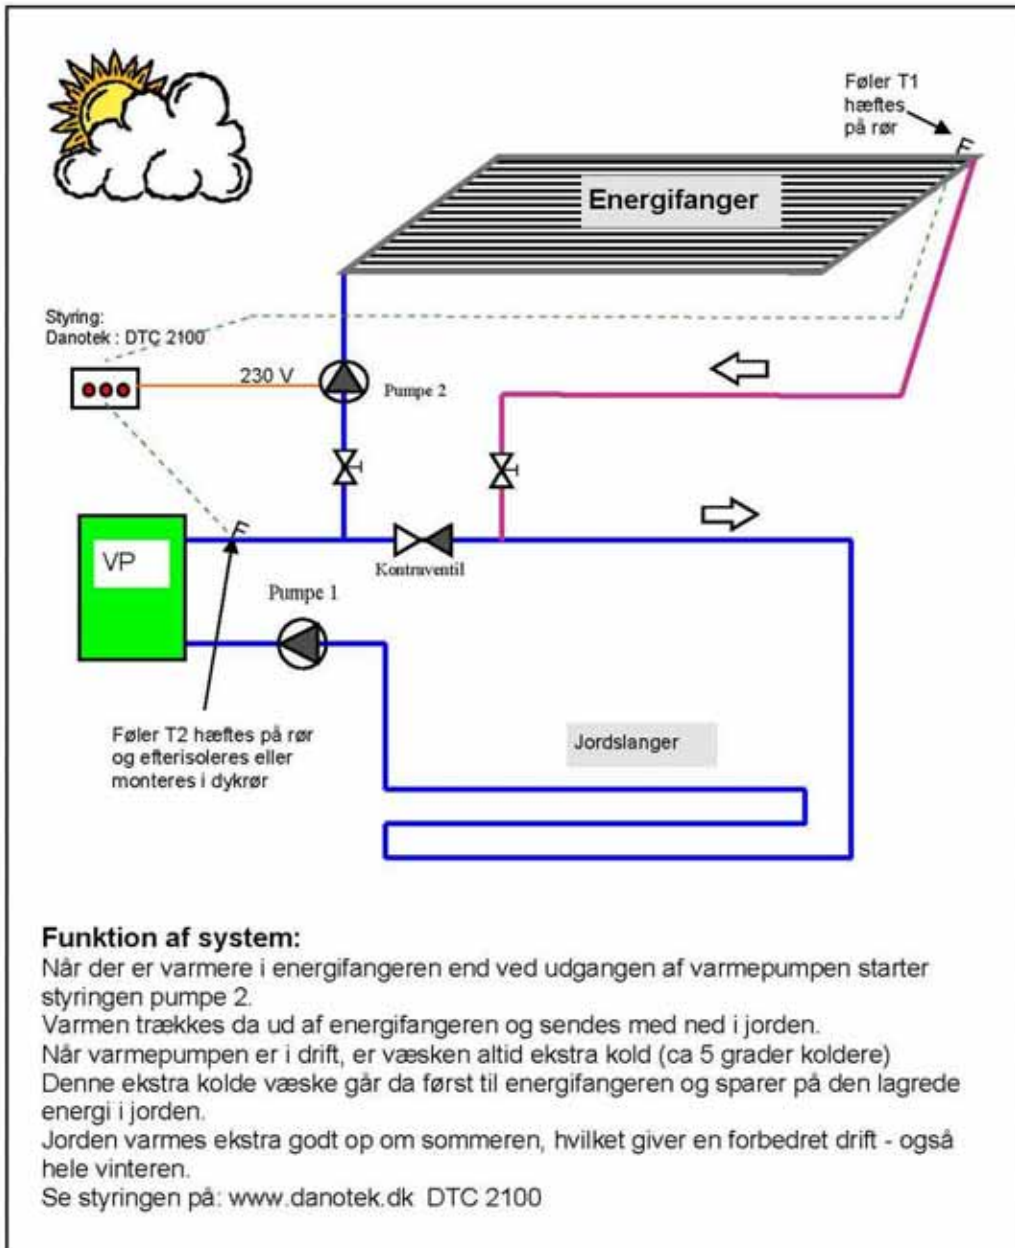 Føler T1
hæftes
på rør
Energifanger
Styring:
Danotek : DTC 2100
230 V
Pumpe 2
VP
Kontraventil
Pumpe 1
Føler T2 hæftes på rør
og efterisoleres eller
monteres i dykrør
Jordslanger
Funktion af system:
Når der er varmere i energifangeren end ved udgangen af varmepumpen starter
styringen pumpe 2.
Varmen trækkes da ud af energifangeren og sendes med ned i jorden.
Når varmepumpen er i drift, er væsken altid ekstra kold (ca 5 grader koldere)
Denne ekstra kolde væske går da først til energifangeren og sparer på den lagrede
energi i jorden.
Jorden varmes ekstra godt op om sommeren, hvilket giver en forbedret drift - også
hele vinteren.
Se styringen på: www.danotek.dk DTC 2100